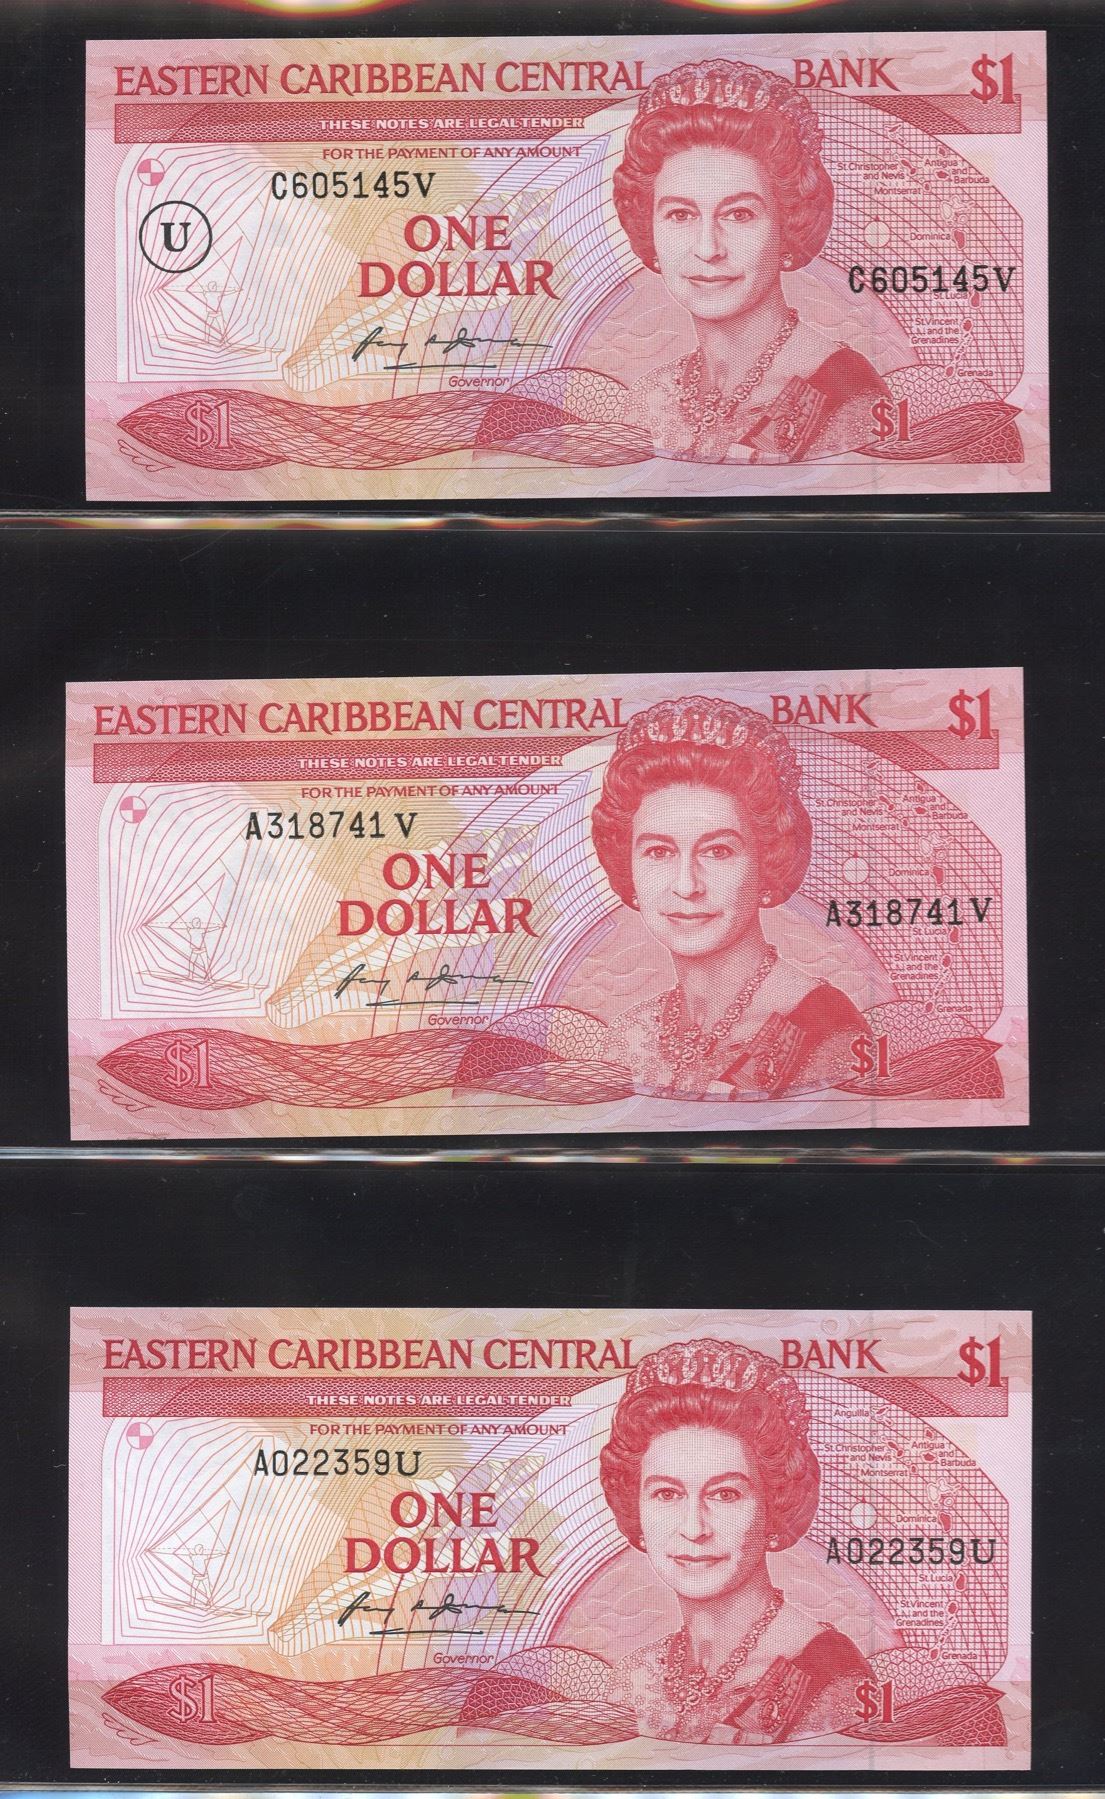 EASTERN CARIBBEAN CENTRAL BANK $1
THESE NOTES ARE LEGAL TENDER
FOR THE PAYMENT OF ANY AMOUNT
C605145V
U
ONE
DOLLAR
Governor
$1
St Christopher and Nevis
Antigua and Barbuda
Montserrat
Dominica
C605145V
St. Lucia
St.Vincent and the Grenadines
Grenada
$1
EASTERN CARIBBEAN CENTRAL BANK $1
THESE NOTES ARE LEGAL TENDER
FOR THE PAYMENT OF ANY AMOUNT
A318741V
ONE
DOLLAR
Governor
$1
St Christopher and Nevis
Antigua and Barbuda
Montserrat
Dominica
A318741V
St Lucia
St.Vincent and the Grenadines
Grenada
$1
EASTERN CARIBBEAN CENTRAL BANK $1
THESE NOTES ARE LEGAL TENDER
FOR THE PAYMENT OF ANY AMOUNT
A022359U
ONE
DOLLAR
Governor
$1
Anguilla
St Christopher and Nevis
Antigua and Barbuda
Montserrat
Dominica
A022359U
St Lucia
St.Vincent and the Grenadines
Grenada
$1